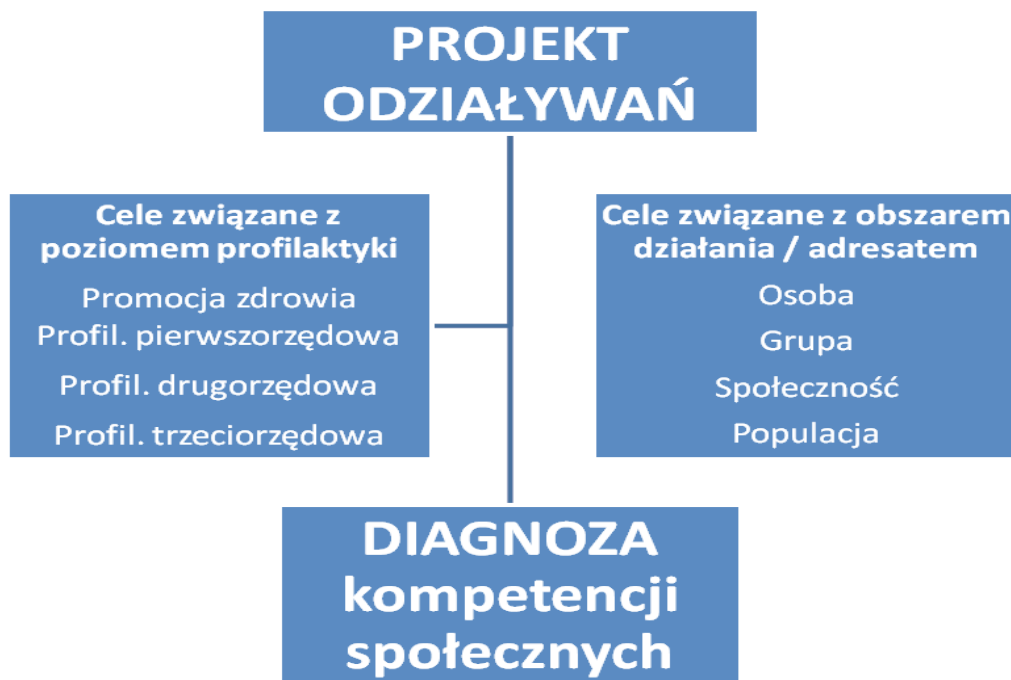 PROJEKT
ODZIAŁYWAŃ
Cele związane z
poziomem profilaktyki
Promocja zdrowia
Profil. pierwszorzędowa
Profil. drugorzędowa
Profil. trzeciorzędowa
Cele związane z obszarem
działania / adresatem
Osoba
Grupa
Społeczność
Populacja
DIAGNOZA
kompetencji
społecznych